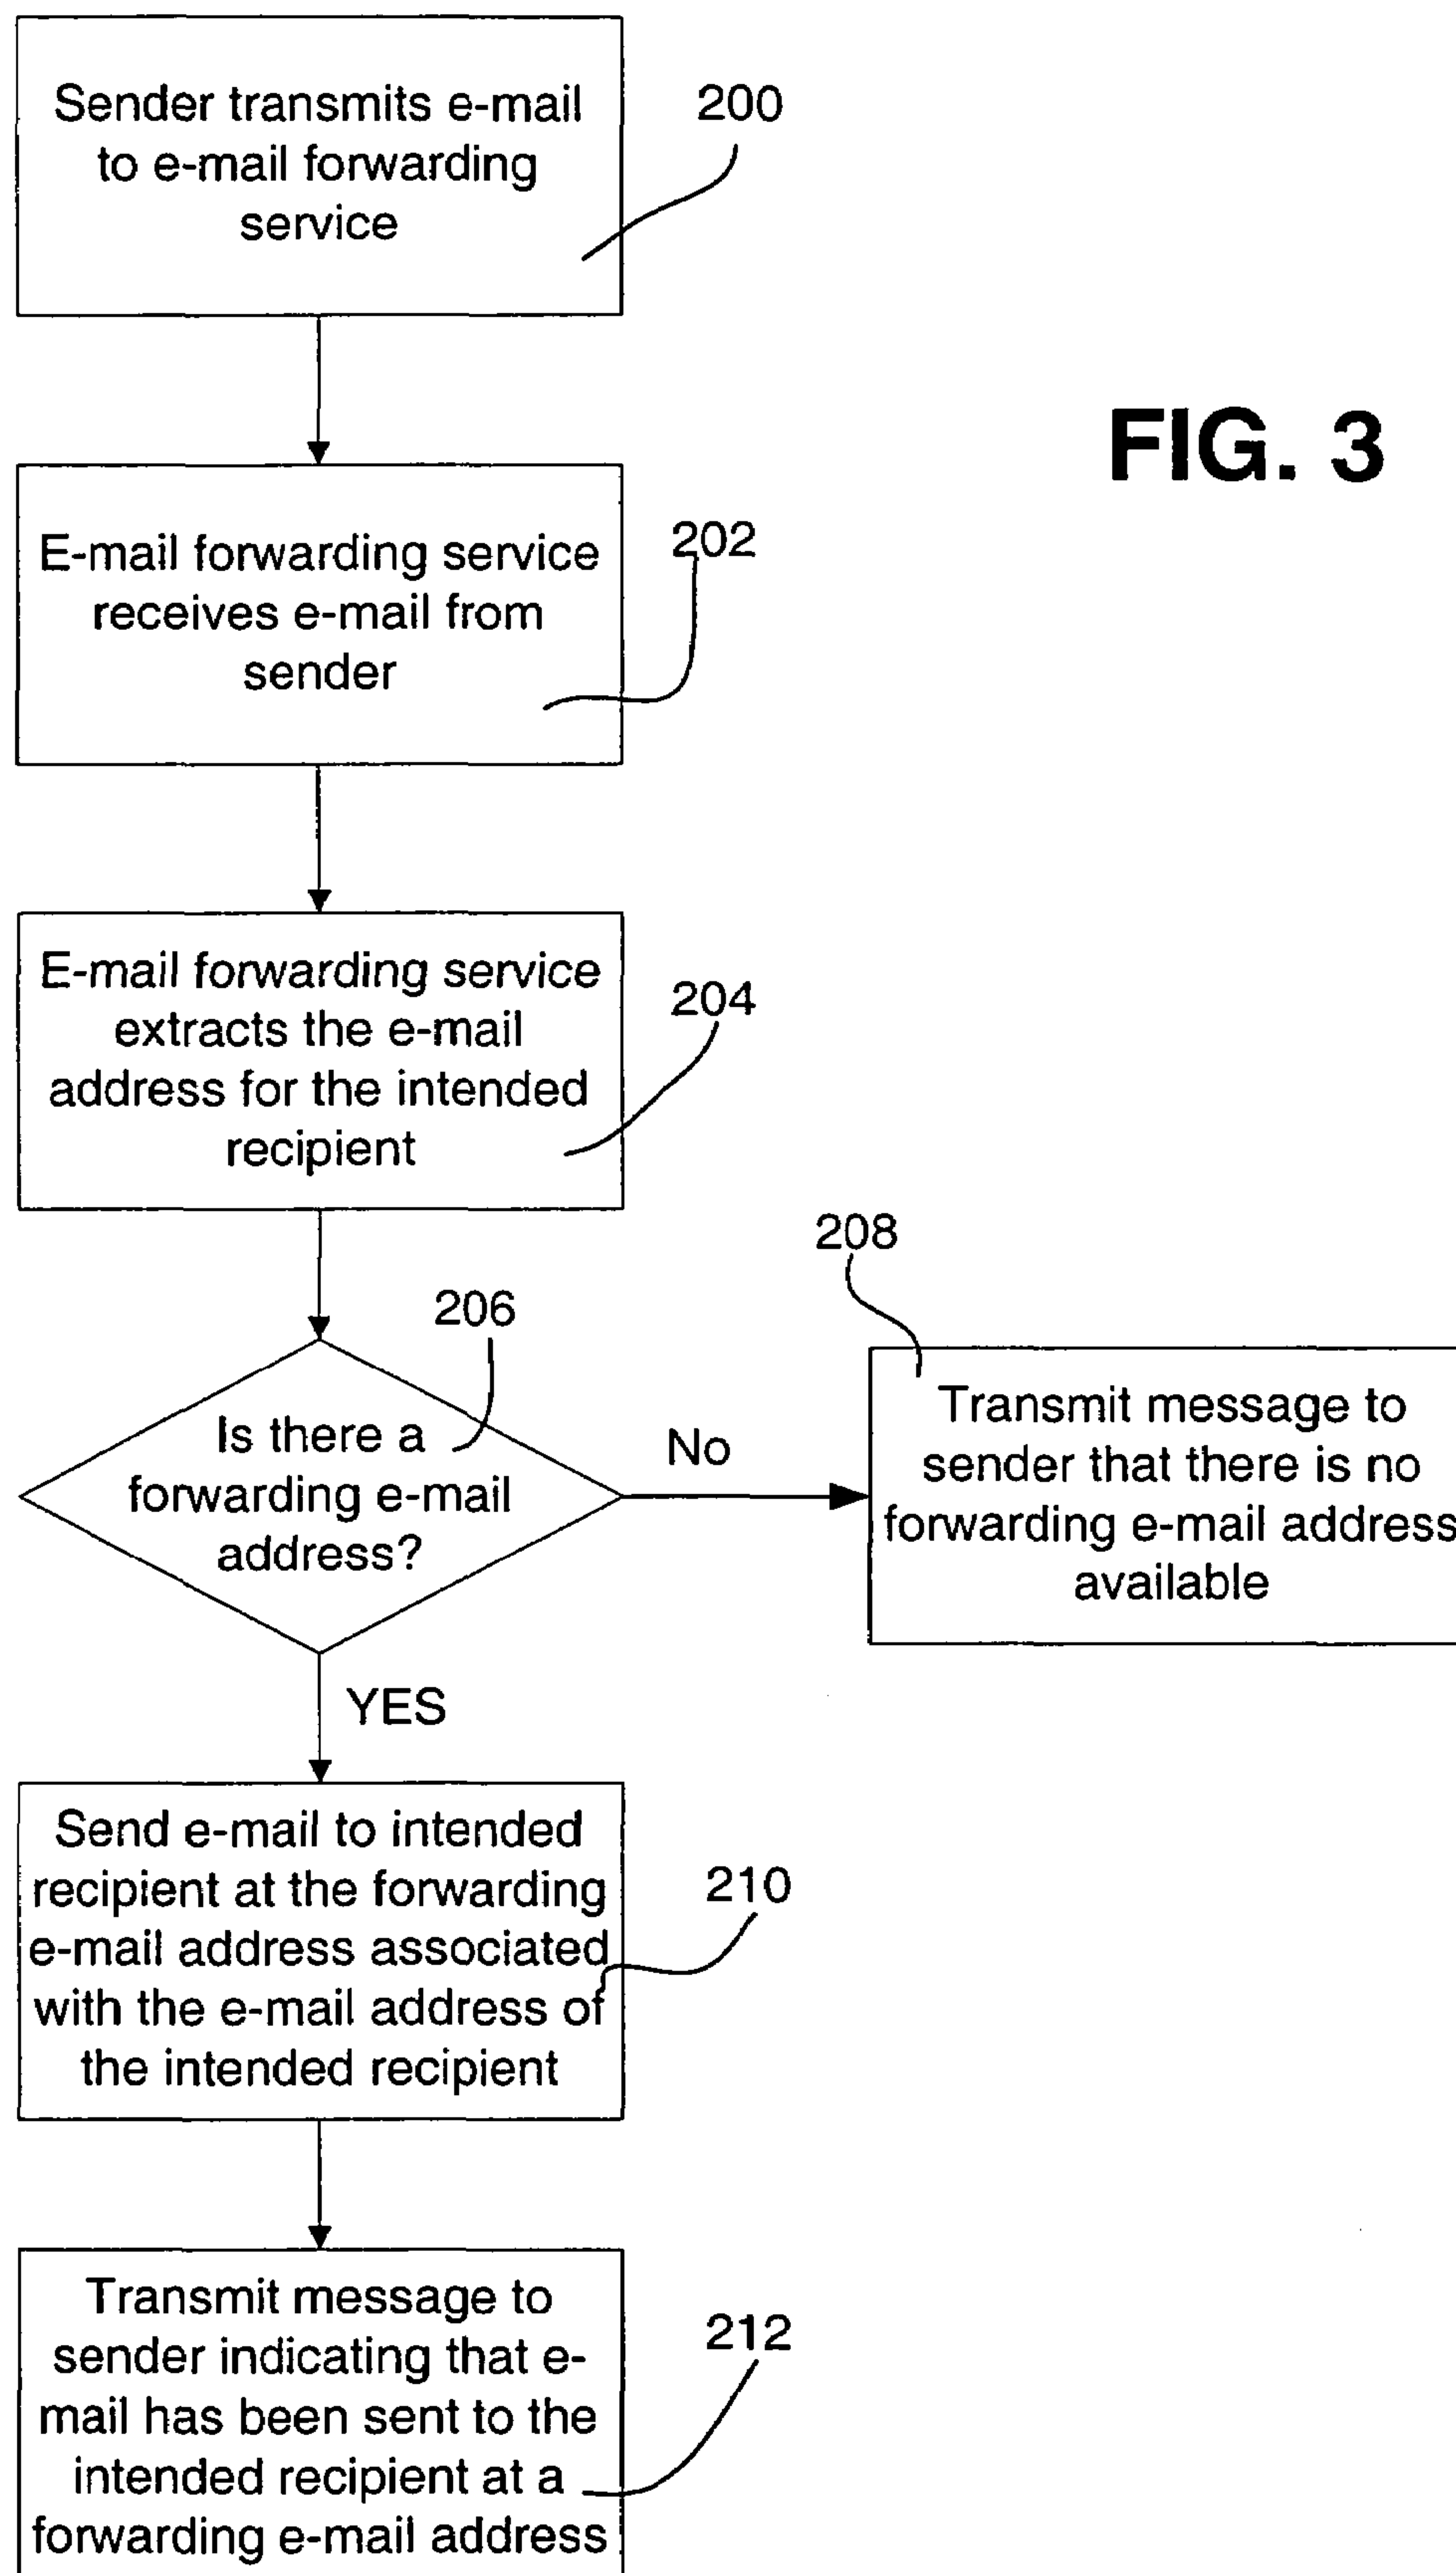 Sender transmits e-mail
to e-mail forwarding
service
200
FIG. 3
E-mail forwarding service
receives e-mail from
sender
202
E-mail forwarding service
extracts the e-mail
address for the intended
recipient
204
206
Is there a
forwarding e-mail
address?
No
208
Transmit message to
sender that there is no
forwarding e-mail address
available
YES
Send e-mail to intended
recipient at the forwarding
e-mail address associated
with the e-mail address of
the intended recipient
210
Transmit message to
sender indicating that e-
mail has been sent to the
intended recipient at a
forwarding e-mail address
212